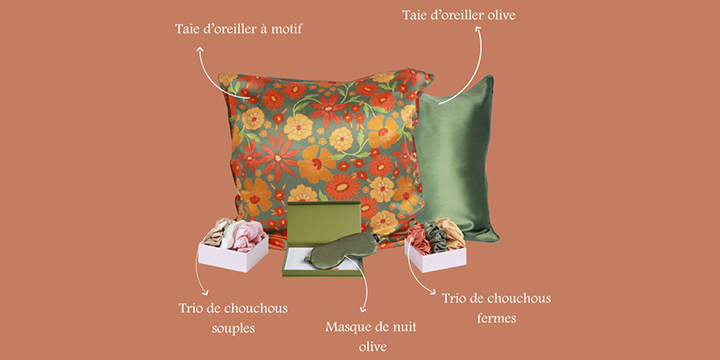 Taie d'oreiller à motif
Taie d'oreiller olive
Trio de chouchous
souples
Masque de nuit
olive
Trio de chouchous
fermes